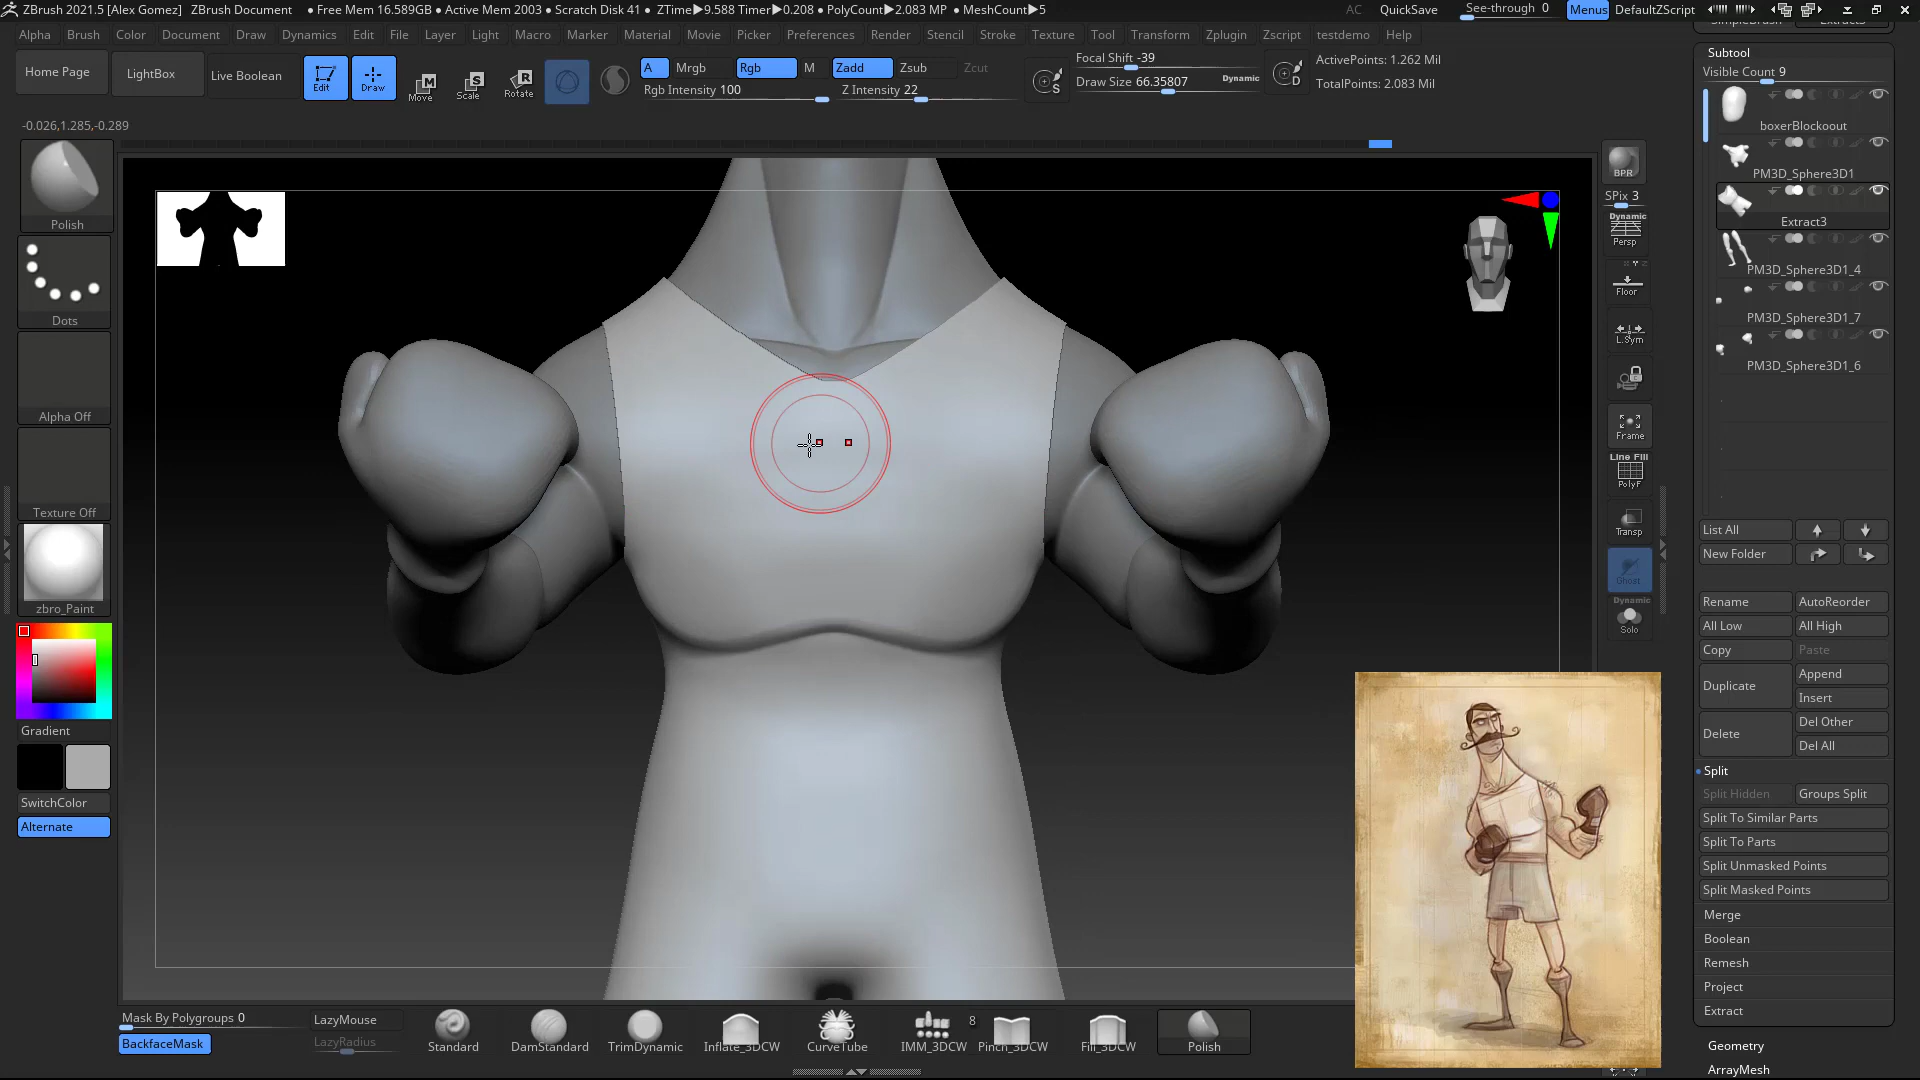 ZBrush 2021.5 [Alex Gomez] ZBrush Document • Free Mem 16.589GB • Active Mem 2003 • Scratch Disk 41 • ZTime▶9.588 Timer▶0.208 • PolyCount▶2.083 MP • MeshCount▶5 AC QuickSave See-through 0 Menus DefaultZScript
Alpha Brush Color Document Draw Dynamics Edit File Layer Light Macro Marker Material Movie Picker Preferences Render Stencil Stroke Texture Tool Transform Zplugin Zscript testdemo Help
Home Page LightBox Live Boolean Edit Draw Move Scale Rotate
A Mrgb Rgb M Zadd Zsub Zcut
Rgb Intensity 100 Z Intensity 22
S
Focal Shift -39
Draw Size 66.35807 Dynamic
D
ActivePoints: 1.262 Mil
TotalPoints: 2.083 Mil
-0.026,1.285,-0.289
Polish
Dots
Alpha Off
Texture Off
zbro_Paint
Gradient
SwitchColor
Alternate
BPR
SPix 3
Dynamic
Persp
Floor
L.Sym
Frame
Line Fill
PolyF
Transp
Ghost
Dynamic
Solo
Subtool
Visible Count 9
boxerBlockoout
PM3D_Sphere3D1
Extract3
PM3D_Sphere3D1_4
PM3D_Sphere3D1_7
PM3D_Sphere3D1_6
List All
New Folder
Rename AutoReorder
All Low All High
Copy Paste
Duplicate Append
Insert
Delete Del Other
Del All
Split
Split Hidden Groups Split
Split To Similar Parts
Split To Parts
Split Unmasked Points
Split Masked Points
Merge
Boolean
Remesh
Project
Extract
Geometry
ArrayMesh
Mask By Polygroups 0
BackfaceMask
LazyMouse
LazyRadius
Standard DamStandard TrimDynamic Inflate_3DCW CurveTube IMM_3DCW 8 Pinch_3DCW Fill_3DCW Polish